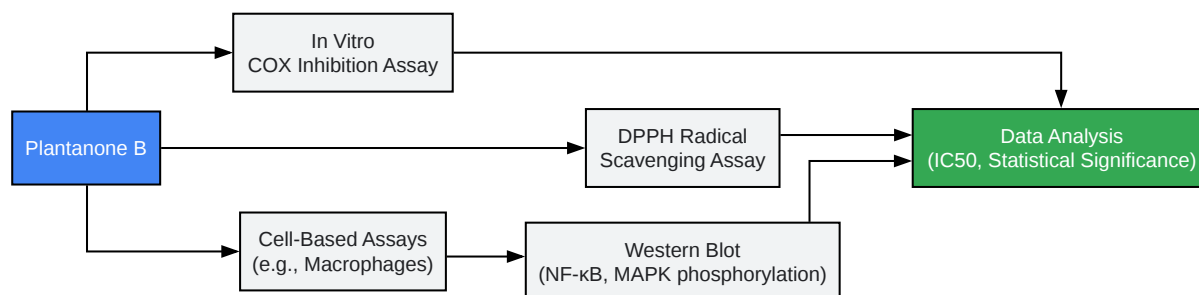 In Vitro
COX Inhibition Assay
Plantanone B
DPPH Radical
Scavenging Assay
Data Analysis
(IC50, Statistical Significance)
Cell-Based Assays
(e.g., Macrophages)
Western Blot
(NF-κB, MAPK phosphorylation)